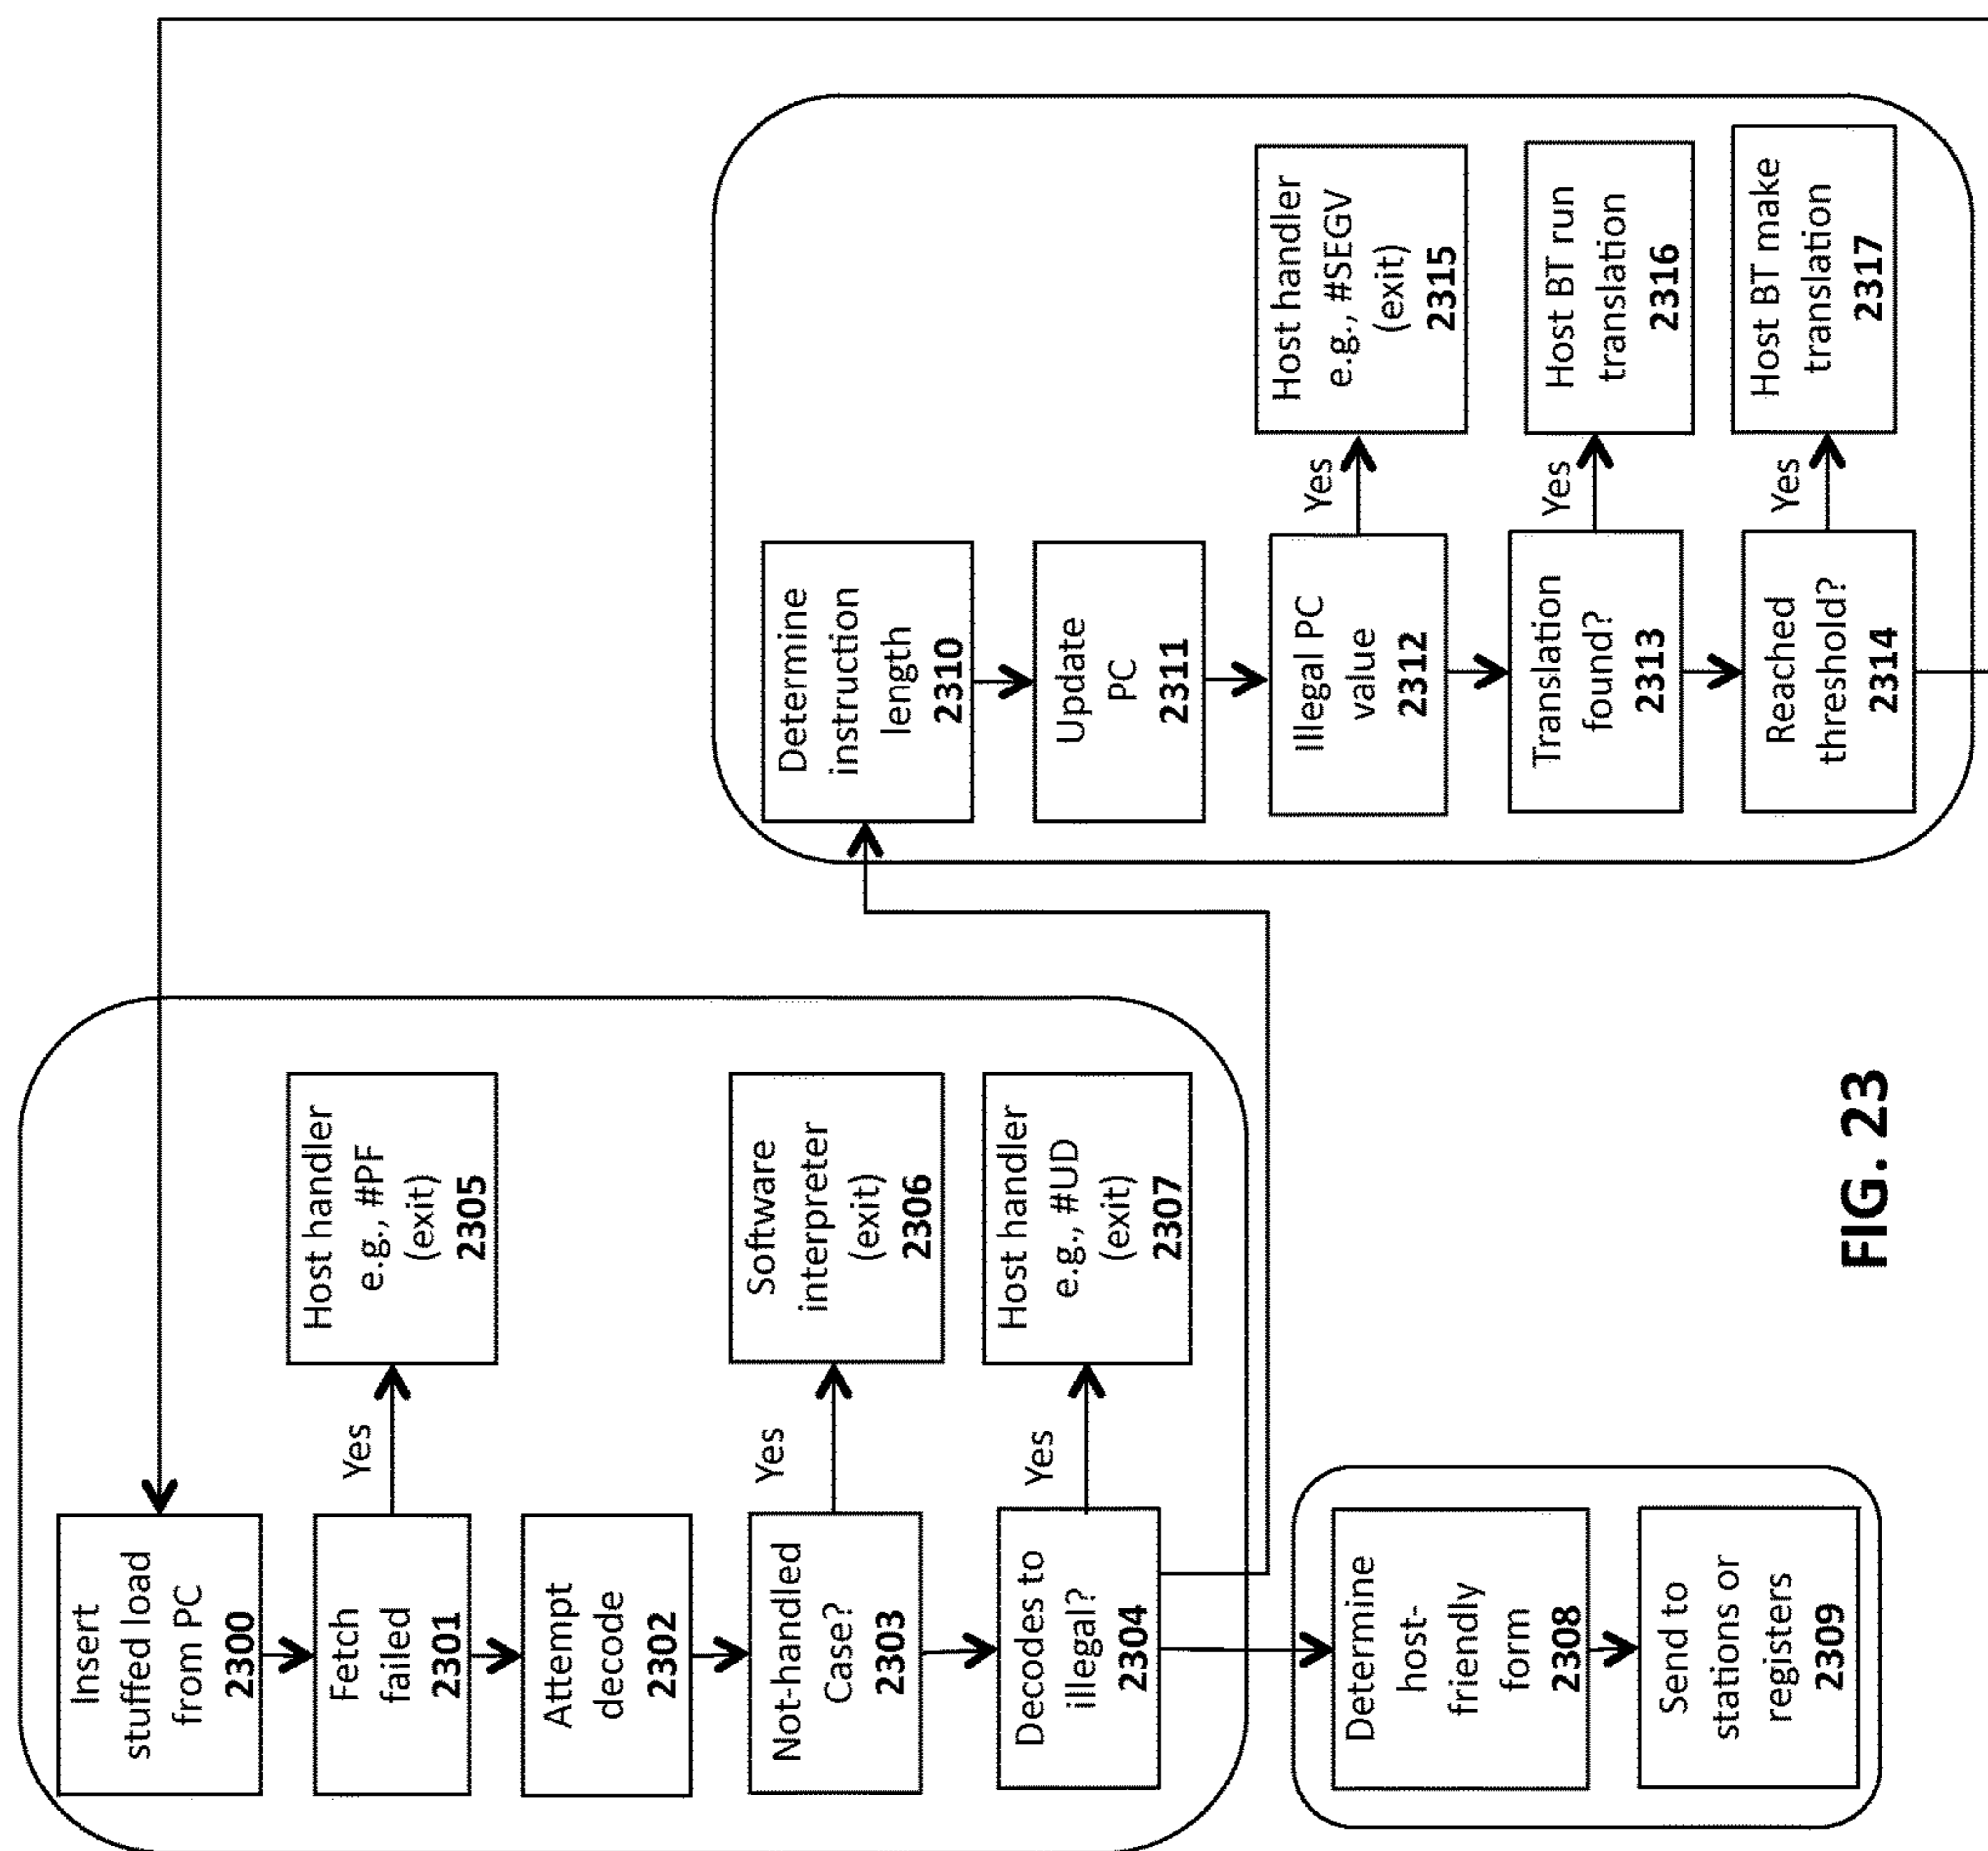 Insert
stuffed load
from PC
2300
Fetch
failed
2301
Yes
Host handler
e.g., #PF
(exit)
2305
Attempt
decode
2302
Not-handled
Case?
2303
Yes
Software
interpreter
(exit)
2306
Decodes to
illegal?
2304
Yes
Host handler
e.g., #UD
(exit)
2307
Determine
host-
friendly
form
2308
Send to
stations or
registers
2309
Determine
instruction
length
2310
Update
PC
2311
Illegal PC
value
2312
Yes
Host handler
e.g., #SEGV
(exit)
2315
Translation
found?
2313
Yes
Host BT run
translation
2316
Reached
threshold?
2314
Yes
Host BT make
translation
2317
FIG. 23